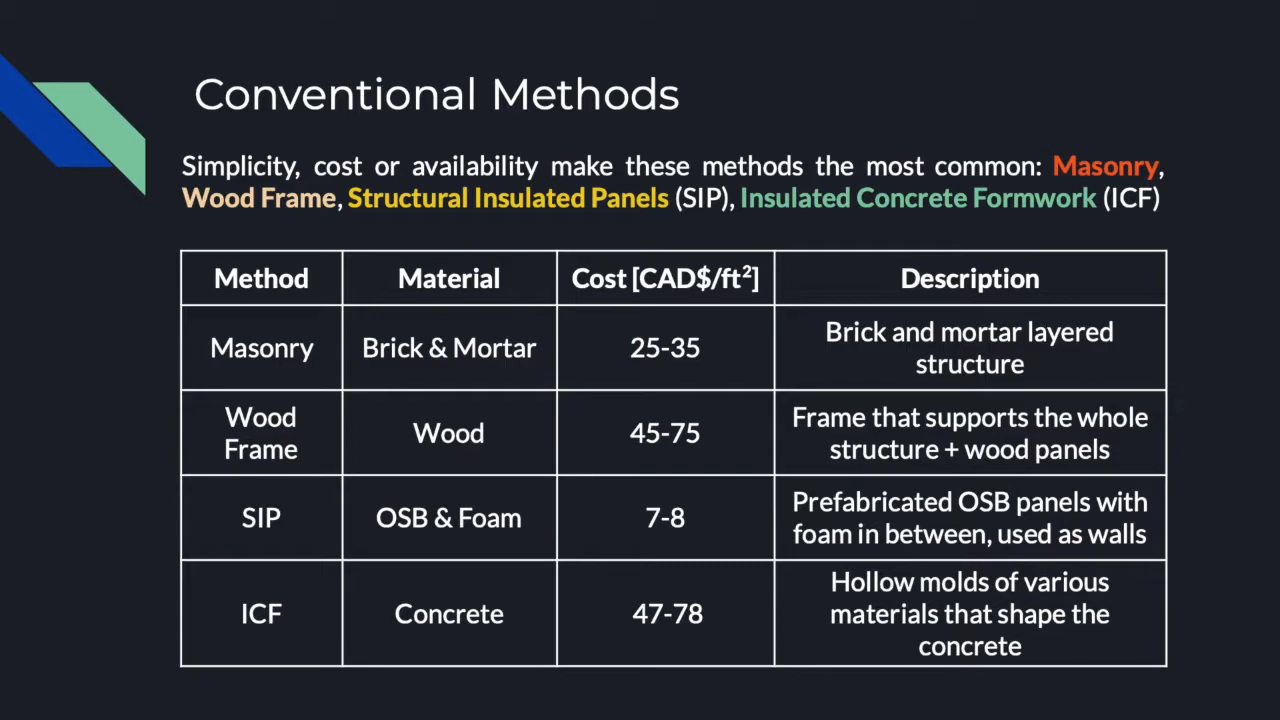 Conventional Methods
Simplicity, cost or availability make these methods the most common: Masonry,
Wood Frame, Structural Insulated Panels (SIP), Insulated Concrete Formwork (ICF)
Method Material Cost [CAD$/ft²] Description
Masonry Brick & Mortar 25-35 Brick and mortar layered
structure
Wood
Frame Wood 45-75 Frame that supports the whole
structure + wood panels
SIP OSB & Foam 7-8 Prefabricated OSB panels with
foam in between, used as walls
ICF Concrete 47-78 Hollow molds of various
materials that shape the
concrete